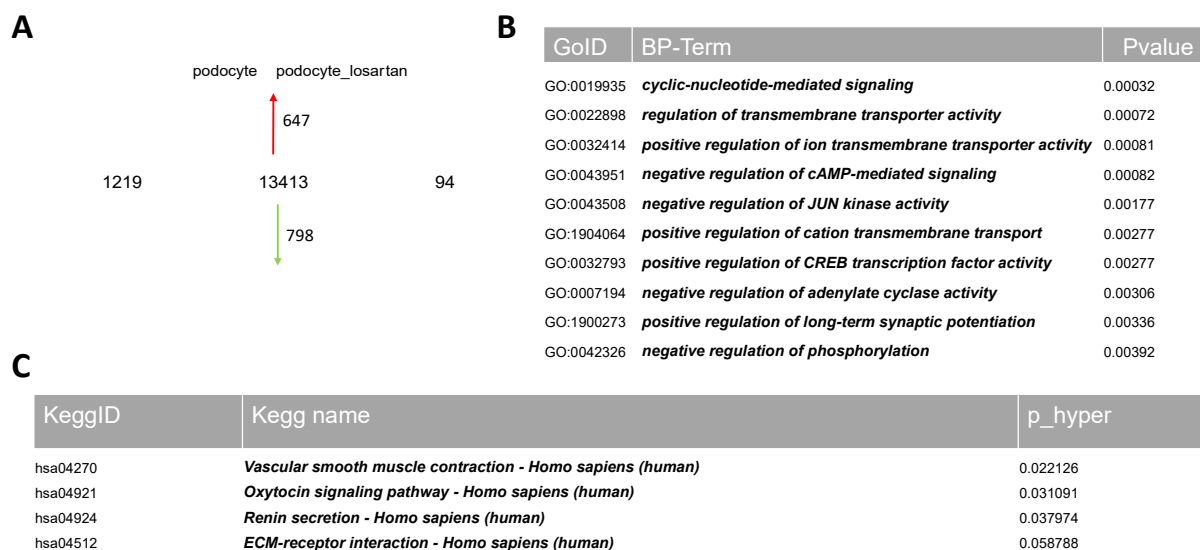 A
podocyte podocyte_losartan
647
1219 13413 94
798
B
GoID BP-Term Pvalue
GO:0019935 cyclic-nucleotide-mediated signaling 0.00032
GO:0022898 regulation of transmembrane transporter activity 0.00072
GO:0032414 positive regulation of ion transmembrane transporter activity 0.00081
GO:0043951 negative regulation of cAMP-mediated signaling 0.00082
GO:0043508 negative regulation of JUN kinase activity 0.00177
GO:1904064 positive regulation of cation transmembrane transport 0.00277
GO:0032793 positive regulation of CREB transcription factor activity 0.00277
GO:0007194 negative regulation of adenylate cyclase activity 0.00306
GO:1900273 positive regulation of long-term synaptic potentiation 0.00336
GO:0042326 negative regulation of phosphorylation 0.00392
C
KeggID Kegg name p_hyper
hsa04270 Vascular smooth muscle contraction - Homo sapiens (human) 0.022126
hsa04921 Oxytocin signaling pathway - Homo sapiens (human) 0.031091
hsa04924 Renin secretion - Homo sapiens (human) 0.037974
hsa04512 ECM-receptor interaction - Homo sapiens (human) 0.058788